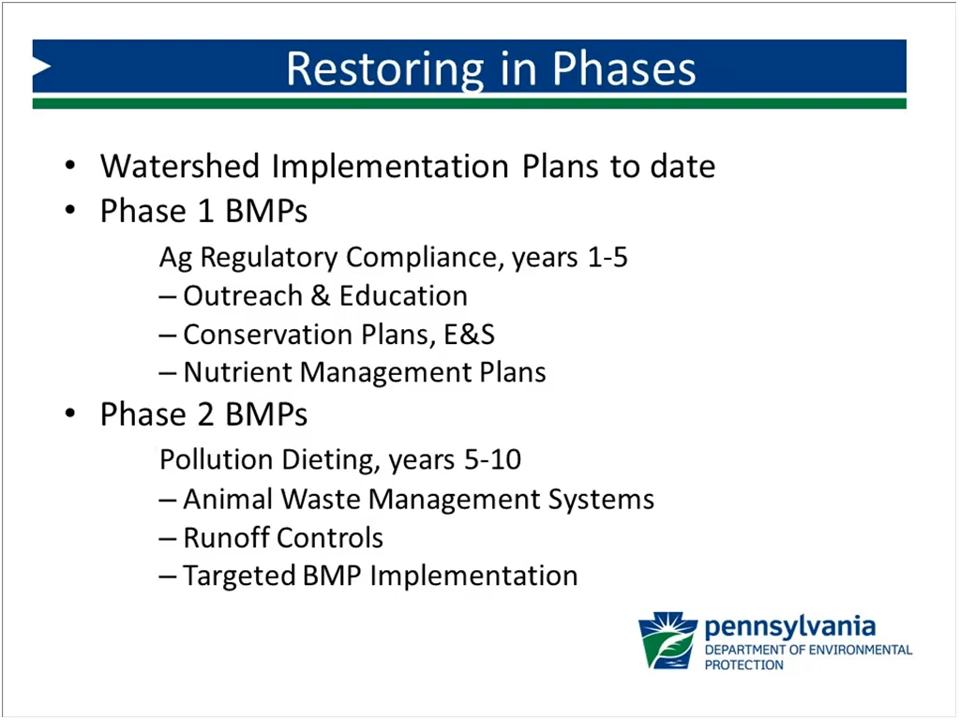 Restoring in Phases
• Watershed Implementation Plans to date
• Phase 1 BMPs
Ag Regulatory Compliance, years 1-5
– Outreach & Education
– Conservation Plans, E&S
– Nutrient Management Plans
• Phase 2 BMPs
Pollution Dieting, years 5-10
– Animal Waste Management Systems
– Runoff Controls
– Targeted BMP Implementation
pennsylvania
DEPARTMENT OF ENVIRONMENTAL
PROTECTION